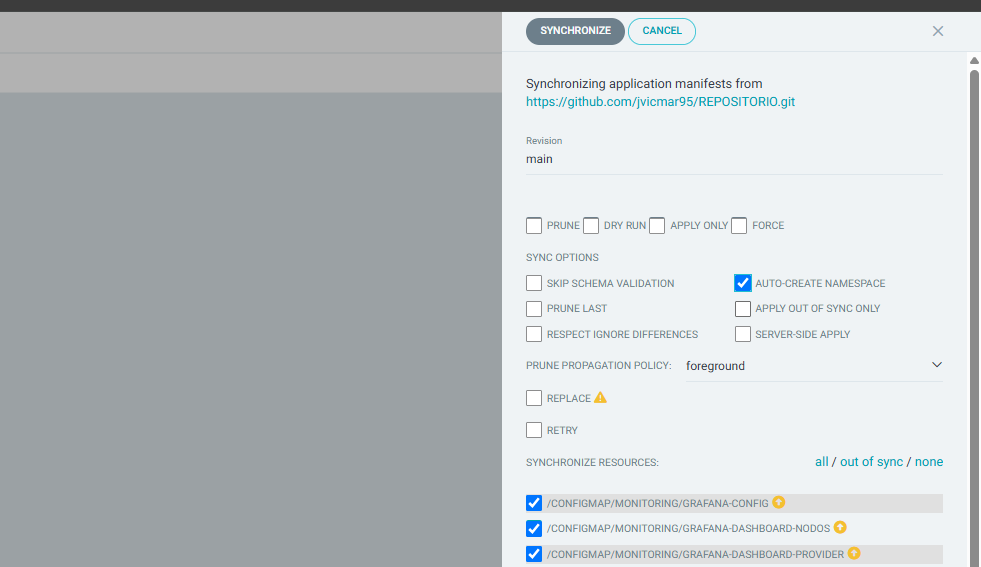 SYNCHRONIZE CANCEL
Synchronizing application manifests from
https://github.com/jvicmar95/REPOSITORIO.git
Revision
main
PRUNE DRY RUN APPLY ONLY FORCE
SYNC OPTIONS
SKIP SCHEMA VALIDATION AUTO-CREATE NAMESPACE
PRUNE LAST APPLY OUT OF SYNC ONLY
RESPECT IGNORE DIFFERENCES SERVER-SIDE APPLY
PRUNE PROPAGATION POLICY: foreground
REPLACE
RETRY
SYNCHRONIZE RESOURCES: all / out of sync / none
/CONFIGMAP/MONITORING/GRAFANA-CONFIG
/CONFIGMAP/MONITORING/GRAFANA-DASHBOARD-NODOS
/CONFIGMAP/MONITORING/GRAFANA-DASHBOARD-PROVIDER